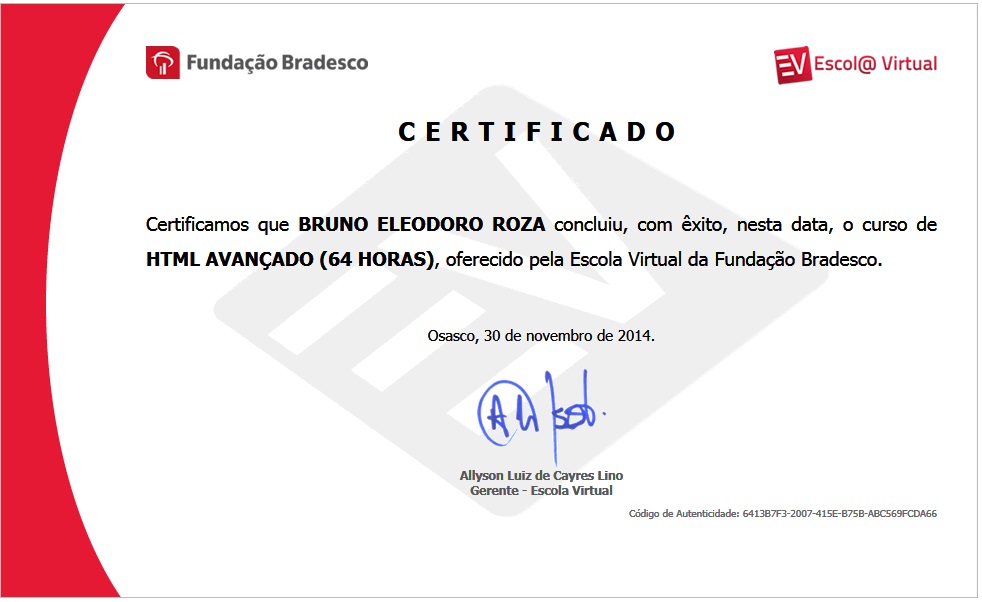 Fundação Bradesco
EV Escol@ Virtual
CERTIFICADO
Certificamos que BRUNO ELEODORO ROZA concluiu, com êxito, nesta data, o curso de
HTML AVANÇADO (64 HORAS), oferecido pela Escola Virtual da Fundação Bradesco.
Osasco, 30 de novembro de 2014.
Allyson Luiz de Cayres Lino
Gerente - Escola Virtual
Código de Autenticidade: 6413B7F3-2007-415E-B75B-ABC569FCDA66